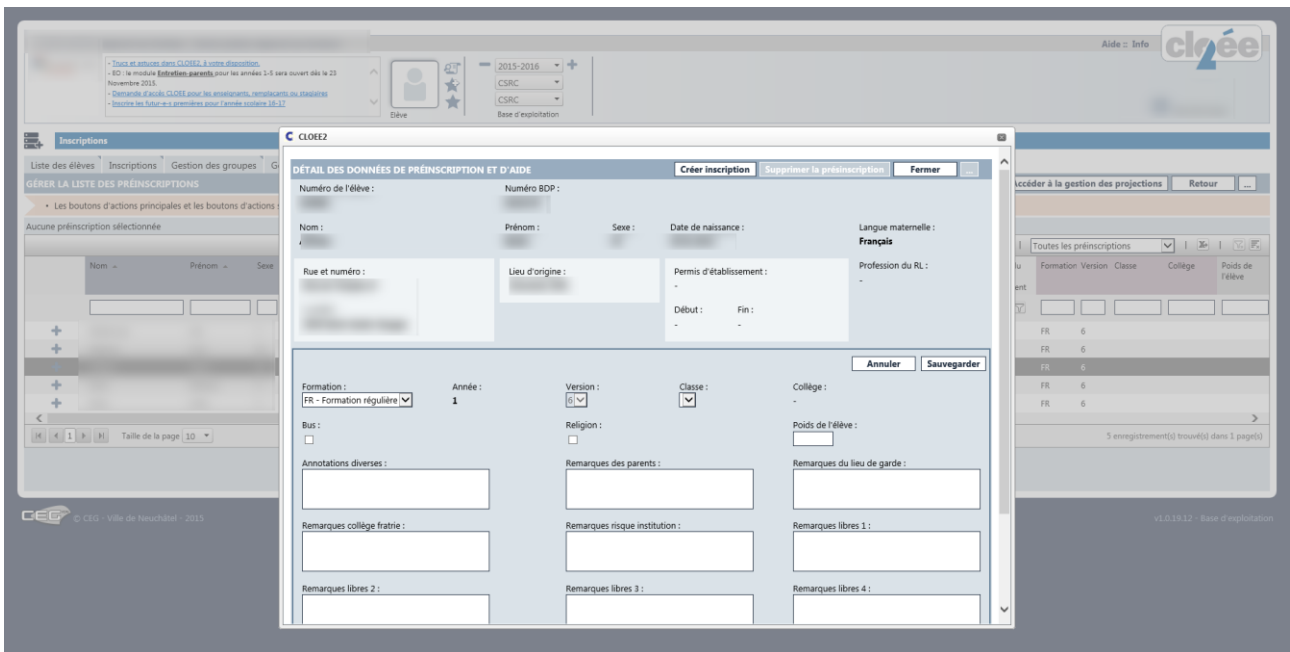 Aide :: Info
cloée
2
- Trucs et astuces dans CLOEE2, à votre disposition.
- EO : le module Entretien-parents pour les années 1-5 sera ouvert dès le 23
Novembre 2015.
- Demande d'accès CLOEE pour les enseignants, remplaçants ou stagiaires
- Inscrire les futur-e-s premières pour l'année scolaire 16-17
Elève
2015-2016
CSRC
CSRC
Base d'exploitation
Inscriptions
Liste des élèves Inscriptions Gestion des groupes
GÉRER LA LISTE DES PRÉINSCRIPTIONS
Accéder à la gestion des projections Retour ...
• Les boutons d'actions principales et les boutons d'actions
Aucune préinscription sélectionnée
Toutes les préinscriptions
Nom Prénom Sexe
Formation Version Classe Collège Poids de
l'élève
FR 6
FR 6
FR 6
FR 6
FR 6
1 Taille de la page 10
5 enregistrement(s) trouvé(s) dans 1 page(s)
CEG © CEG - Ville de Neuchâtel - 2015
v1.0.19.12 - Base d'exploitation
CLOEE2
DÉTAIL DES DONNÉES DE PRÉINSCRIPTION ET D'AIDE
Créer inscription Supprimer la préinscription Fermer ...
Numéro de l'élève : Numéro BDP :
Nom : Prénom : Sexe : Date de naissance : Langue maternelle :
Français
Rue et numéro : Lieu d'origine : Permis d'établissement : Profession du RL :
- -
Début : Fin :
- -
Annuler Sauvegarder
Formation : Année : Version : Classe : Collège :
FR - Formation régulière 1 6 -
Bus : Religion : Poids de l'élève :
Annotations diverses : Remarques des parents : Remarques du lieu de garde :
Remarques collège fratrie : Remarques risque institution : Remarques libres 1 :
Remarques libres 2 : Remarques libres 3 : Remarques libres 4 :